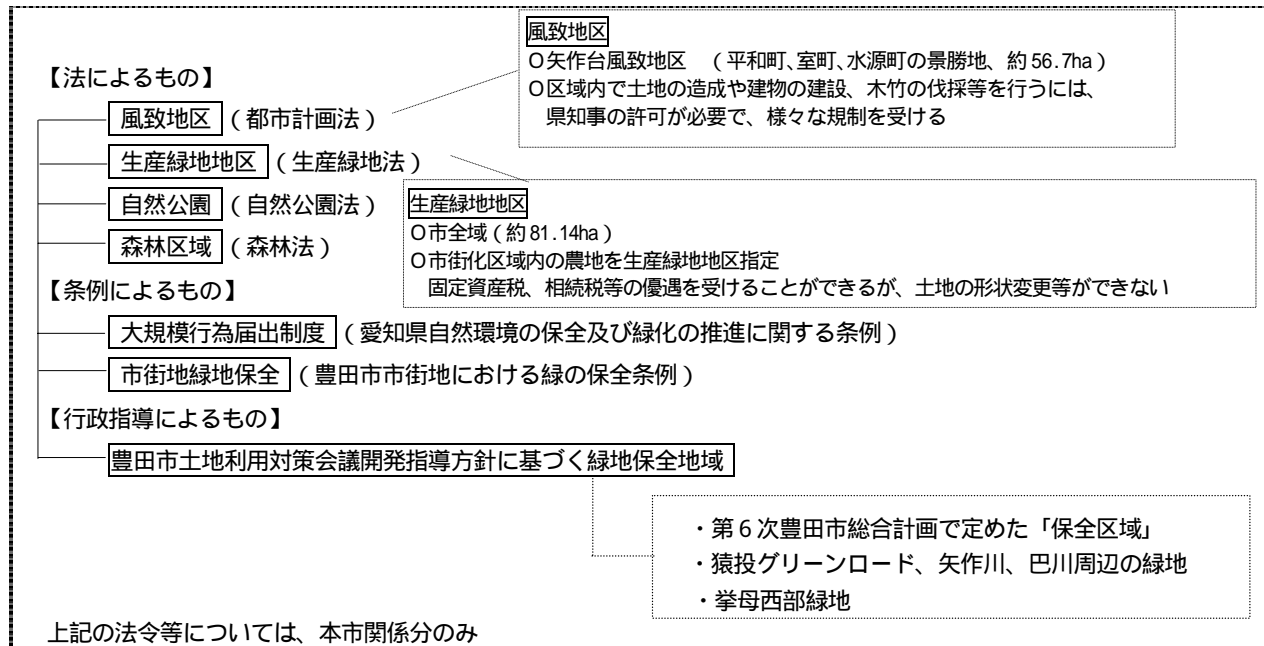 風致地区
○矢作台風致地区 （平和町、室町、水源町の景勝地、約56.7ha）
○区域内で土地の造成や建物の建設、木竹の伐採等を行うには、
県知事の許可が必要で、様々な規制を受ける
【法によるもの】
風致地区（都市計画法）
生産緑地地区（生産緑地法）
自然公園（自然公園法）
森林区域（森林法）
生産緑地地区
○市全域（約81.14ha）
○市街化区域内の農地を生産緑地地区指定
固定資産税、相続税等の優遇を受けることができるが、土地の形状変更等ができない
【条例によるもの】
大規模行為届出制度（愛知県自然環境の保全及び緑化の推進に関する条例）
市街地緑地保全（豊田市市街地における緑の保全条例）
【行政指導によるもの】
豊田市土地利用対策会議開発指導方針に基づく緑地保全地域
・第6次豊田市総合計画で定めた「保全区域」
・猿投グリーンロード、矢作川、巴川周辺の緑地
・挙母西部緑地
上記の法令等については、本市関係分のみ